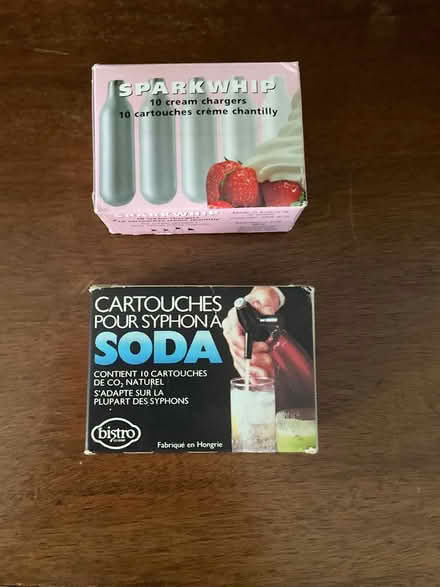 SPARKWHIP
10 cream chargers
10 cartouches crème chantilly
SPARKWHIP
CARTOUCHES
POUR SYPHON À
SODA
CONTIENT 10 CARTOUCHES
DE CO₂ NATUREL
S'ADAPTE SUR LA
PLUPART DES SYPHONS
bistro
Fabriqué en Hongrie